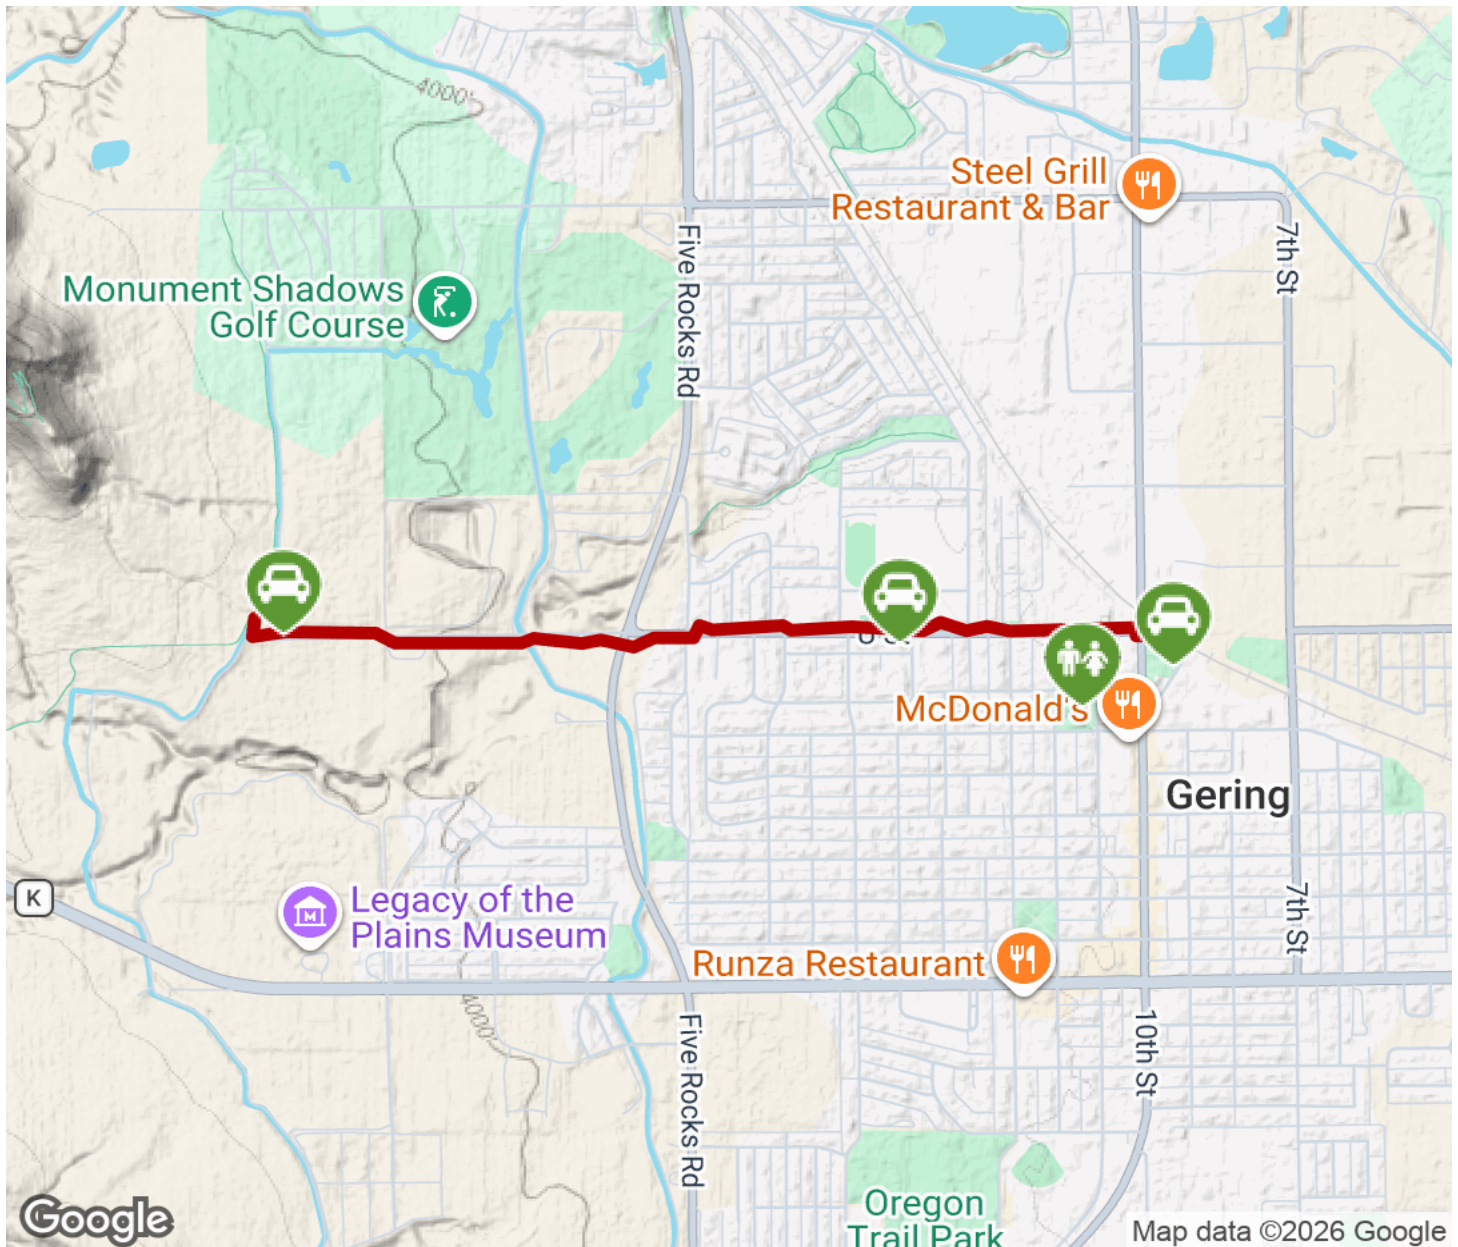 4000'
Steel Grill
Restaurant & Bar
7th St
Five Rocks Rd
Monument Shadows
Golf Course
McDonald's
Gering
K
Legacy of the
Plains Museum
7th St
Runza Restaurant
4000'
10th St
Five Rocks Rd
Oregon
Trail Park
Google
Map data ©2026 Google